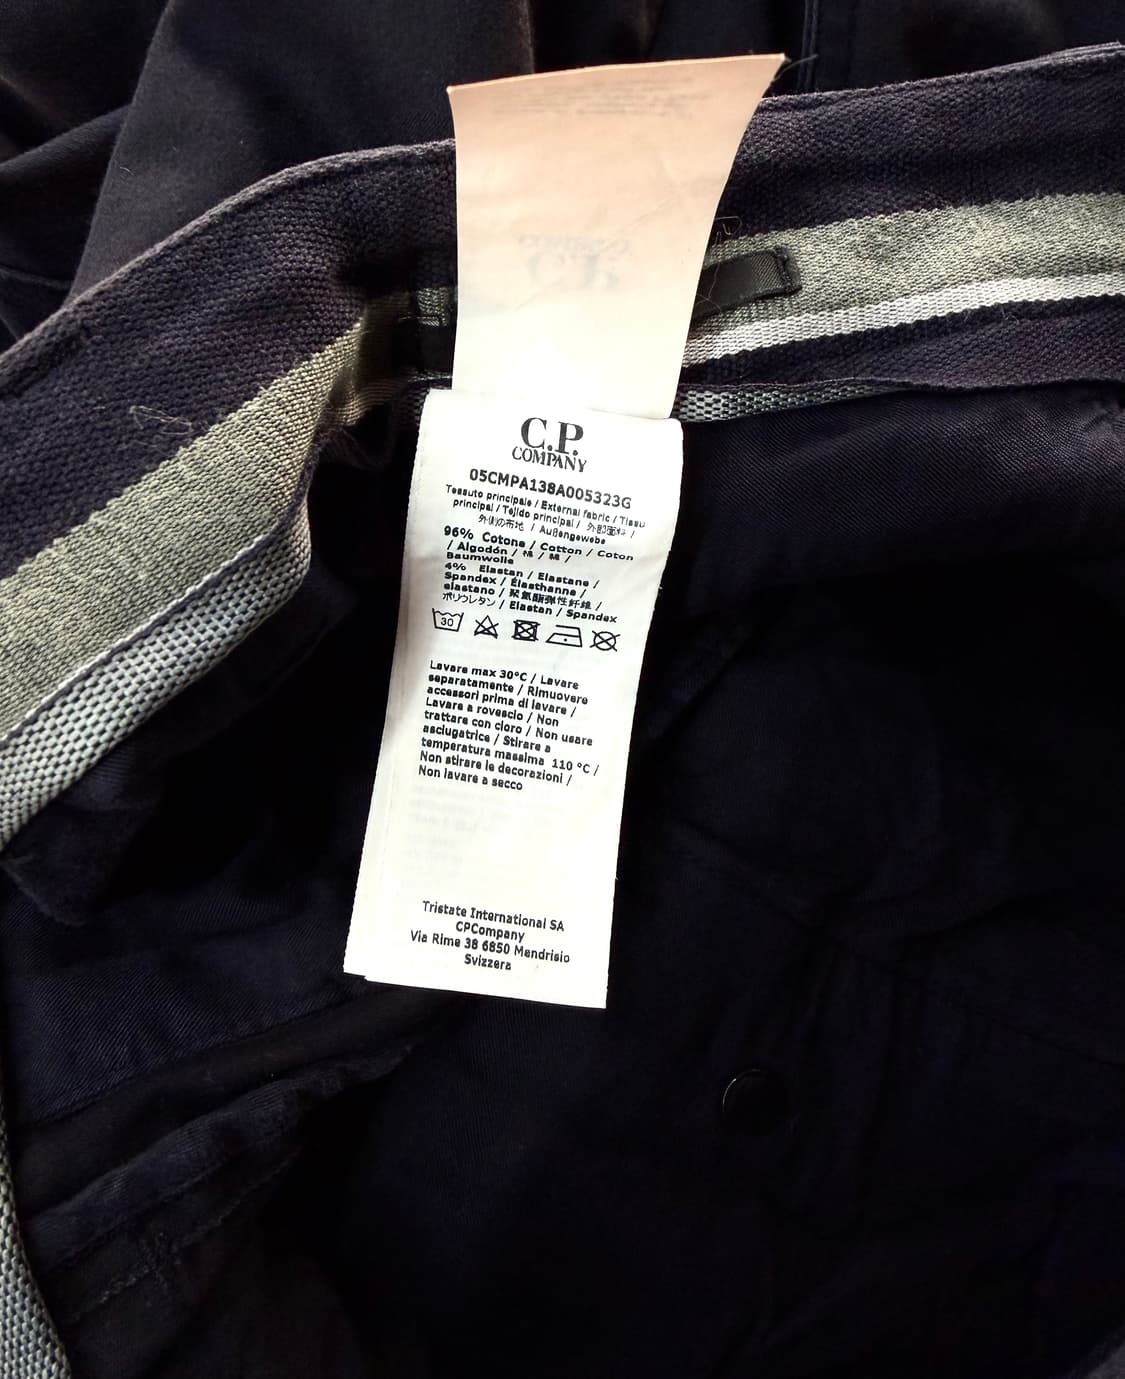 C.P.
COMPANY
05CMPA138A005323G
Tessuto principale / External fabric / Tissu
principal / Tejido principal / 外部面料 /
外側の布地 / Außengewebe
96% Cotone / Cotton / Coton
/ Algodón / 棉 / 綿 /
Baumwolle
4% Elastan / Elastane /
Spandex / Élasthanne /
elastano / 聚氨酯弹性纤维 /
ポリウレタン / Elastan / Spandex
30
Lavare max 30°C / Lavare
separatamente / Rimuovere
accessori prima di lavare /
Lavare a rovescio / Non
trattare con cloro / Non usare
asciugatrice / Stirare a
temperatura massima 110 °C /
Non stirare le decorazioni /
Non lavare a secco
Tristate International SA
CPCompany
Via Rime 38 6850 Mendrisio
Svizzera